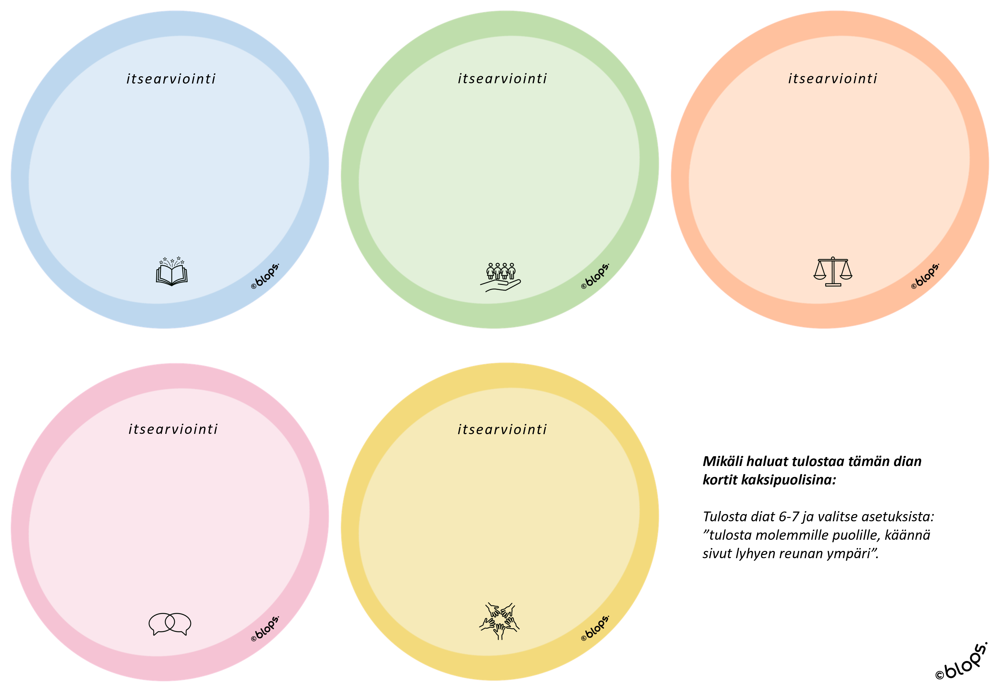 itsearviointi
itsearviointi
itsearviointi
©blops.
©blops.
©blops.
itsearviointi
itsearviointi
Mikäli haluat tulostaa tämän dian
kortit kaksipuolisina:
Tulosta diat 6-7 ja valitse asetuksista:
”tulosta molemmille puolille, käännä
sivut lyhyen reunan ympäri”.
©blops.
©blops.
©blops.